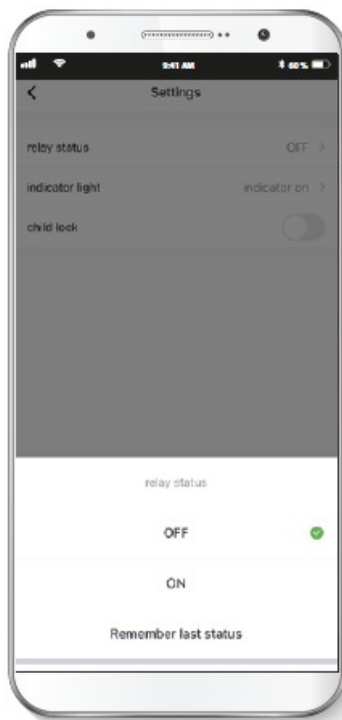 9:41 AM
60%
Settings
relay status
OFF
indicator light
indicator on
child lock
relay status
OFF
ON
Remember last status